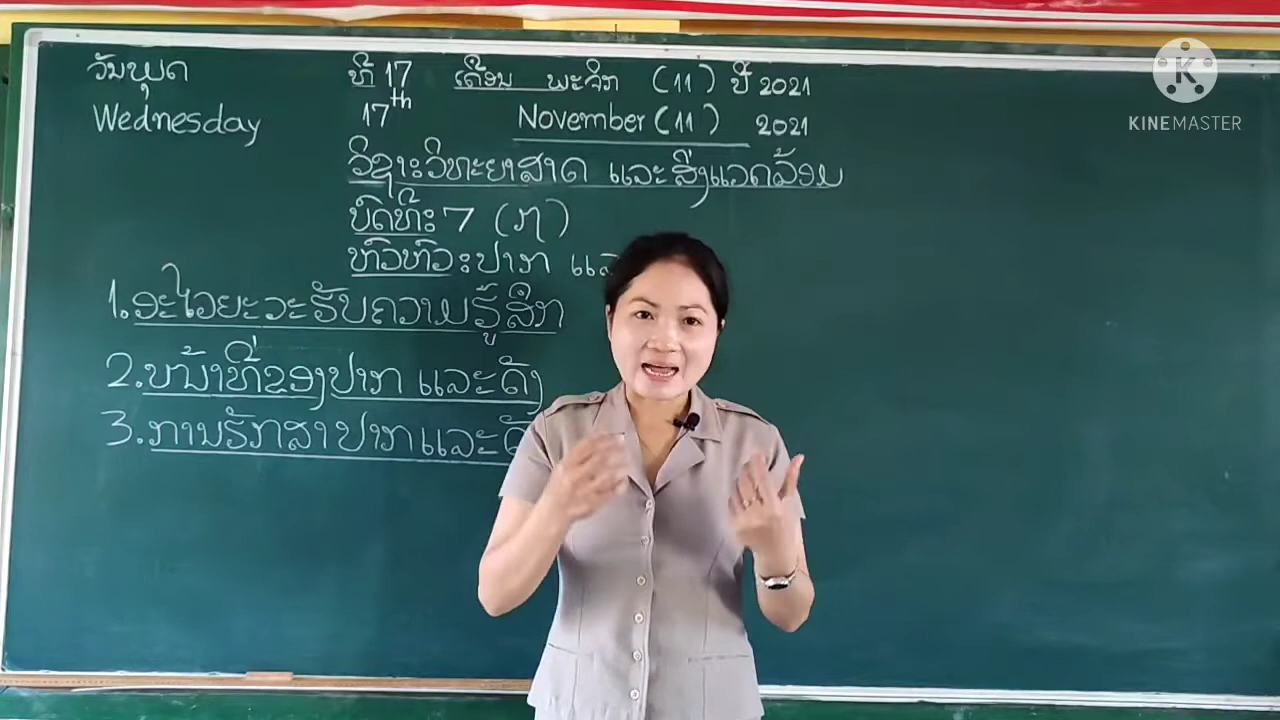 ວັນພຸດ ທີ 17 ເດືອນ ພະຈິກ (11) ປີ 2021
Wednesday 17th November (11) 2021
ວິຊາ: ວິທະຍາສາດ ແລະ ສິ່ງແວດລ້ອມ
ບົດທີ: 7 (ຕໍ່)
ຫົວຫົວ: ປາກ ແລະ
1. ອະໄວຍະວະຮັບຄວາມຮູ້ສຶກ
2. ໜ້າທີ່ຂອງປາກ ແລະ ດັງ
3. ການຮັກສາປາກ ແລະ ດັງ
KINEMASTER